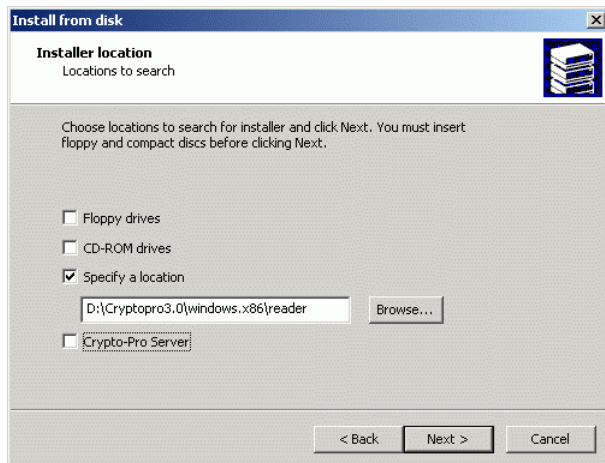 Install from disk
Installer location
Locations to search
Choose locations to search for installer and click Next. You must insert
floppy and compact discs before clicking Next.
Floppy drives
CD-ROM drives
Specify a location
D:\Cryptopro3.0\windows.x86\reader
Browse...
Crypto-Pro Server
< Back
Next >
Cancel